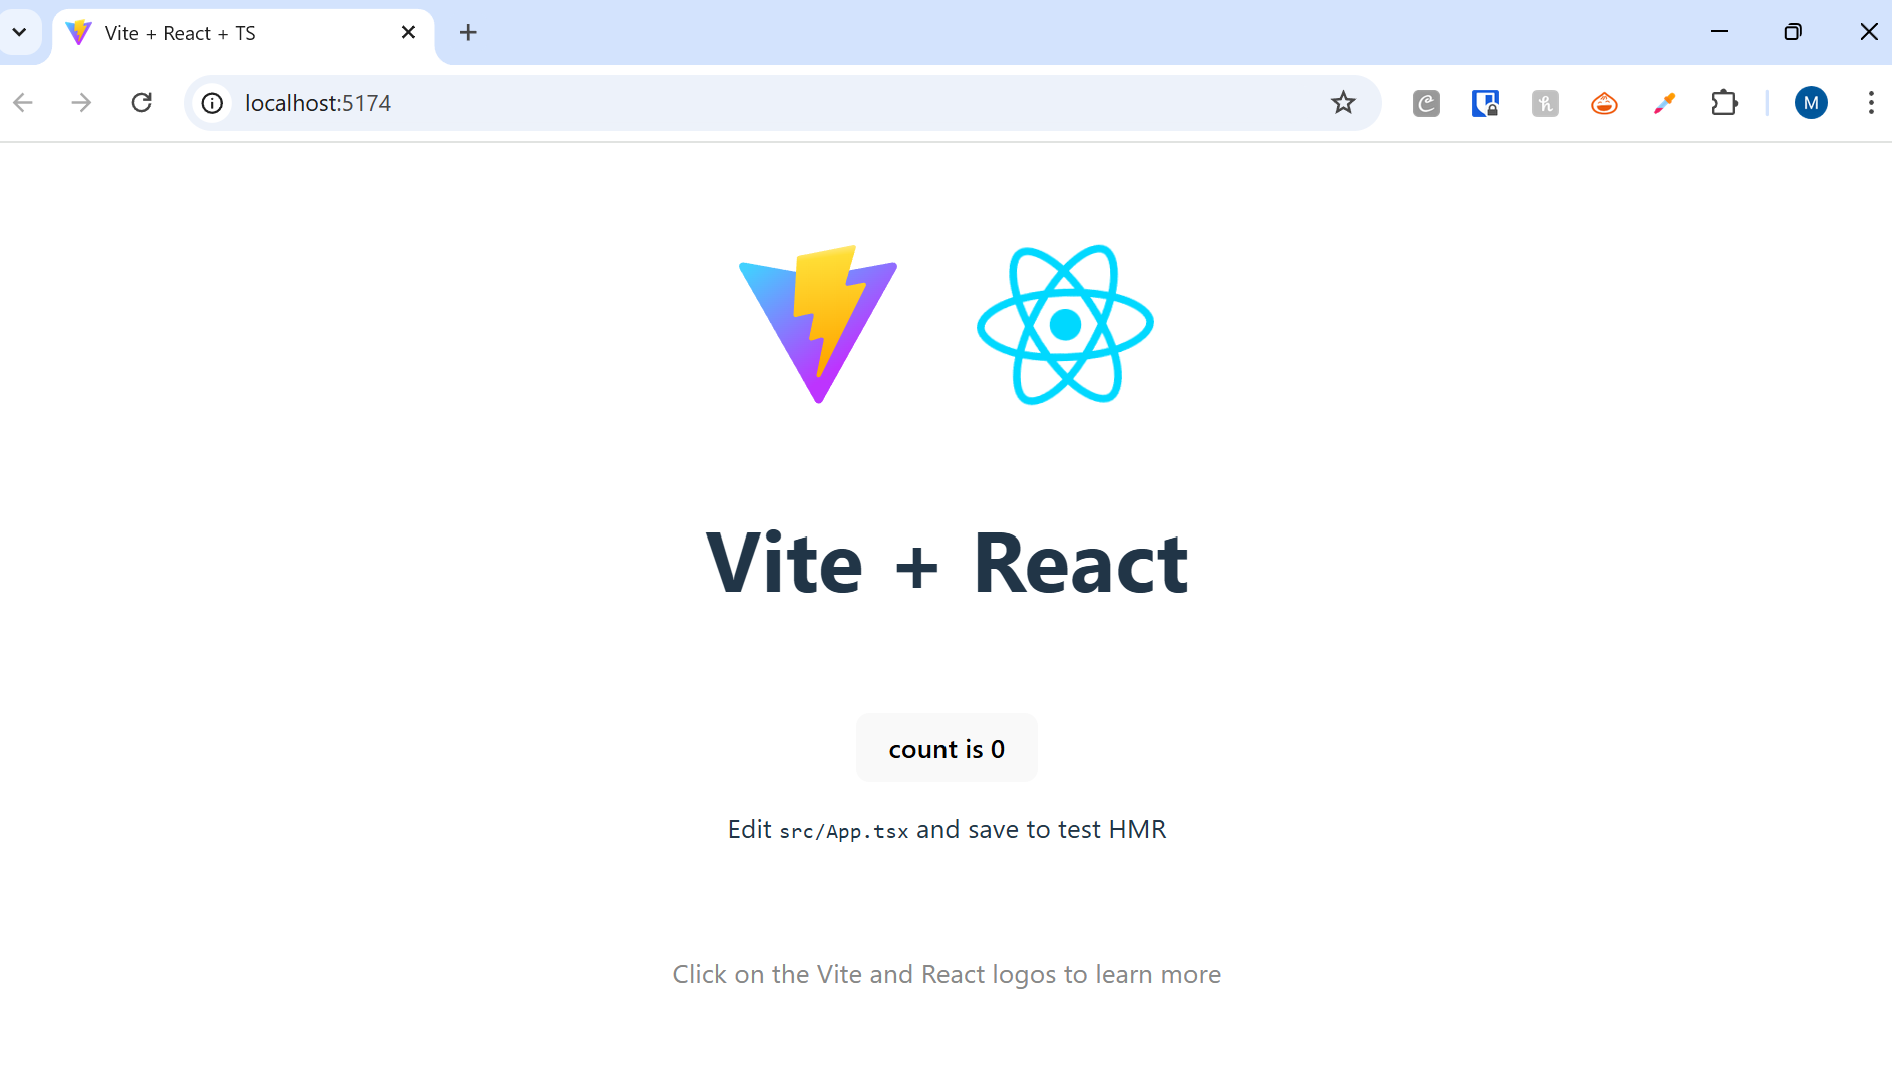 Vite + React + TS
localhost:5174
M
Vite + React
count is 0
Edit src/App.tsx and save to test HMR
Click on the Vite and React logos to learn more